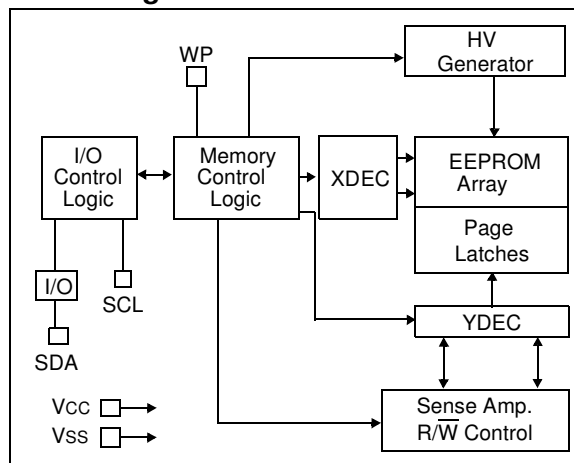 WP
HV
Generator
I/O
Control
Logic
Memory
Control
Logic
XDEC
EEPROM
Array
Page
Latches
I/O
SCL
SDA
YDEC
VCC
VSS
Sense Amp.
R/W̅ Control